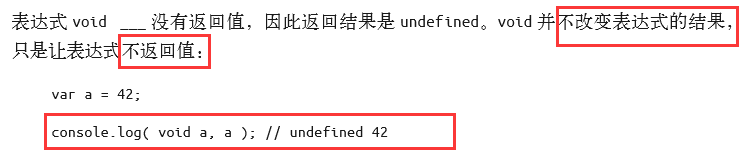 表达式 void ___ 没有返回值，因此返回结果是 undefined。void 并不改变表达式的结果，
只是让表达式不返回值：
var a = 42;
console.log( void a, a ); // undefined 42